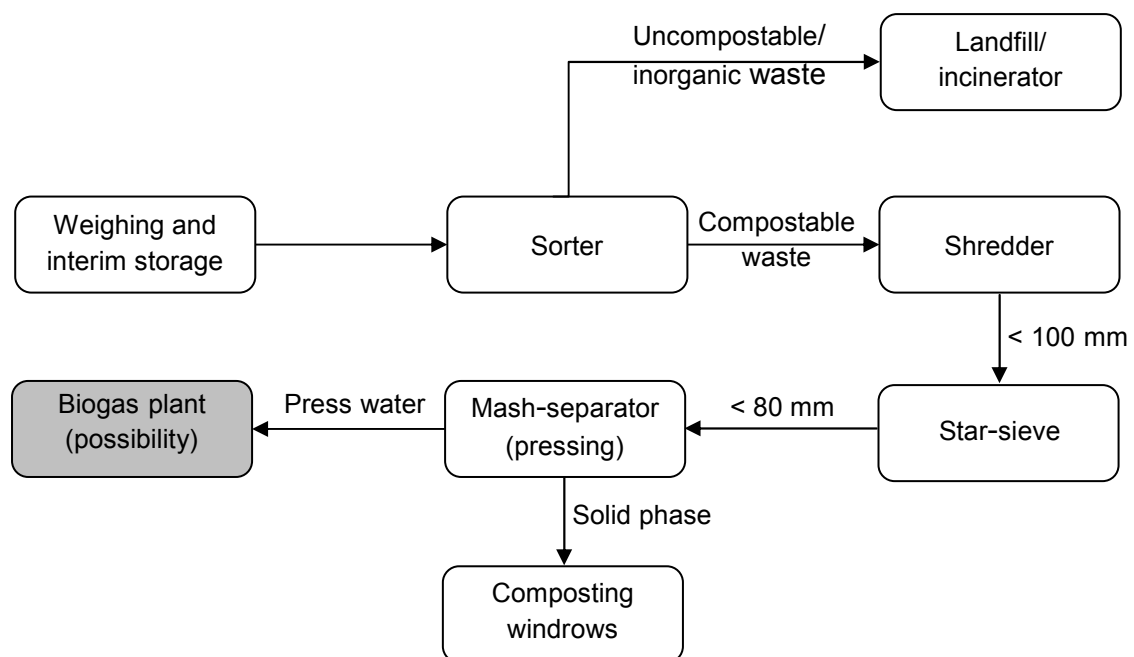 Uncompostable/
inorganic waste
Landfill/
incinerator
Weighing and
interim storage
Sorter
Compostable
waste
Shredder
< 100 mm
Biogas plant
(possibility)
Press water
Mash-separator
(pressing)
< 80 mm
Star-sieve
Solid phase
Composting
windrows